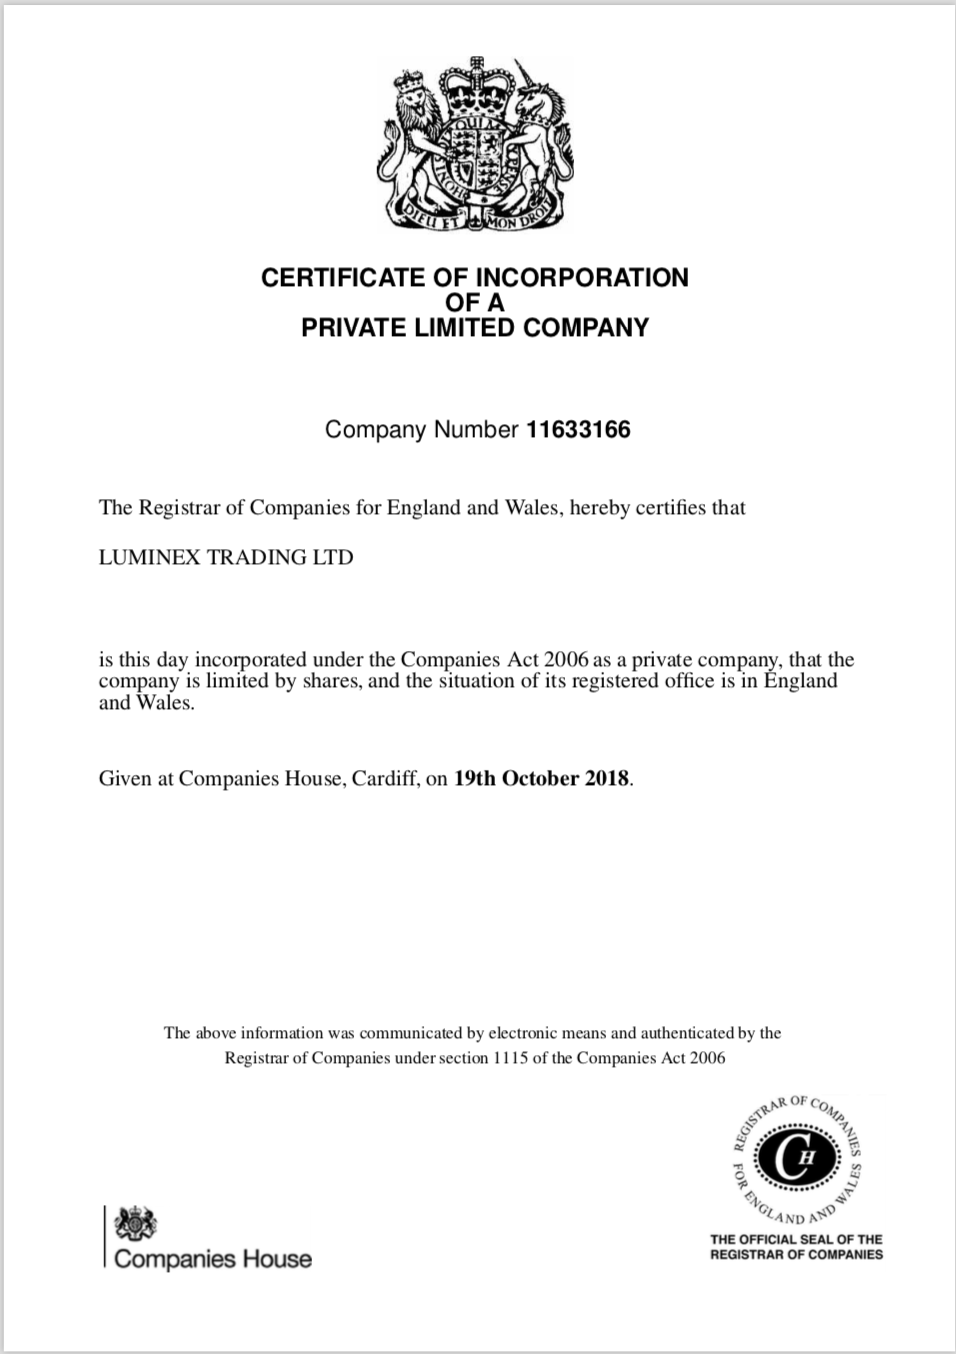 QUI MAL Y PENSE
HONI SOIT
DIEU ET MON DROIT
CERTIFICATE OF INCORPORATION
OF A
PRIVATE LIMITED COMPANY
Company Number 11633166
The Registrar of Companies for England and Wales, hereby certifies that
LUMINEX TRADING LTD
is this day incorporated under the Companies Act 2006 as a private company, that the
company is limited by shares, and the situation of its registered office is in England
and Wales.
Given at Companies House, Cardiff, on 19th October 2018.
The above information was communicated by electronic means and authenticated by the
Registrar of Companies under section 1115 of the Companies Act 2006
REGISTRAR OF COMPANIES
FOR ENGLAND AND WALES
CH
THE OFFICIAL SEAL OF THE
REGISTRAR OF COMPANIES
Companies House